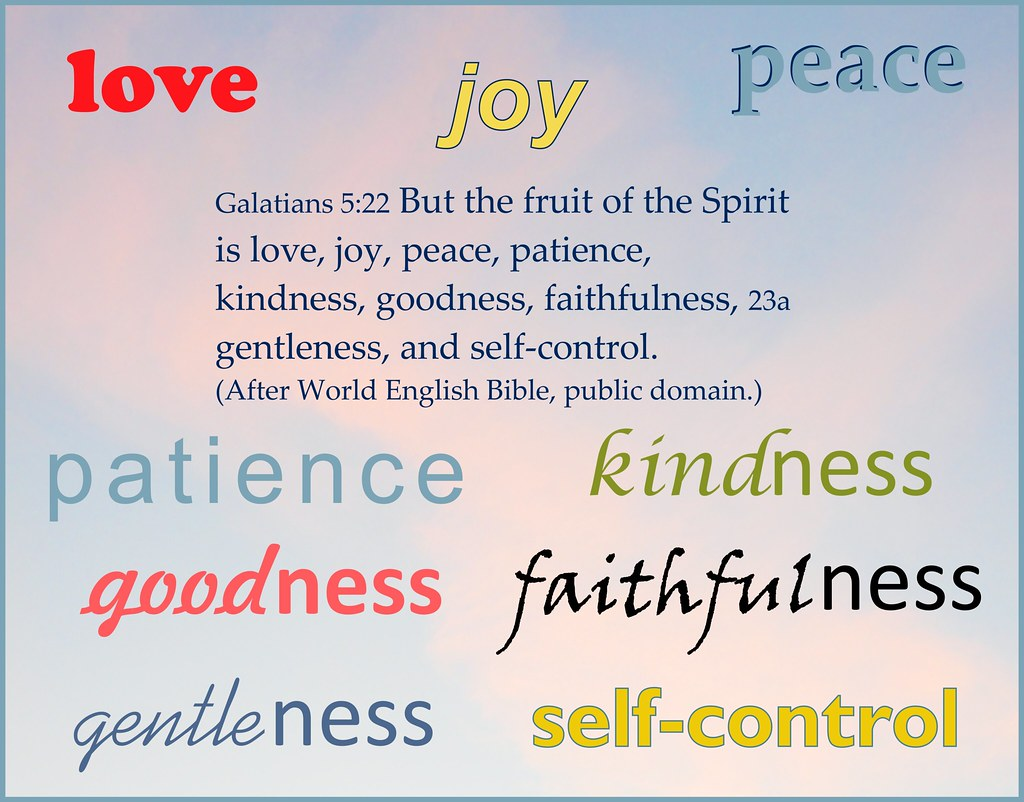 love joy peace
Galatians 5:22 But the fruit of the Spirit
is love, joy, peace, patience,
kindness, goodness, faithfulness, 23a
gentleness, and self-control.
(After World English Bible, public domain.)
patience kindness
goodness faithfulness
gentleness self-control